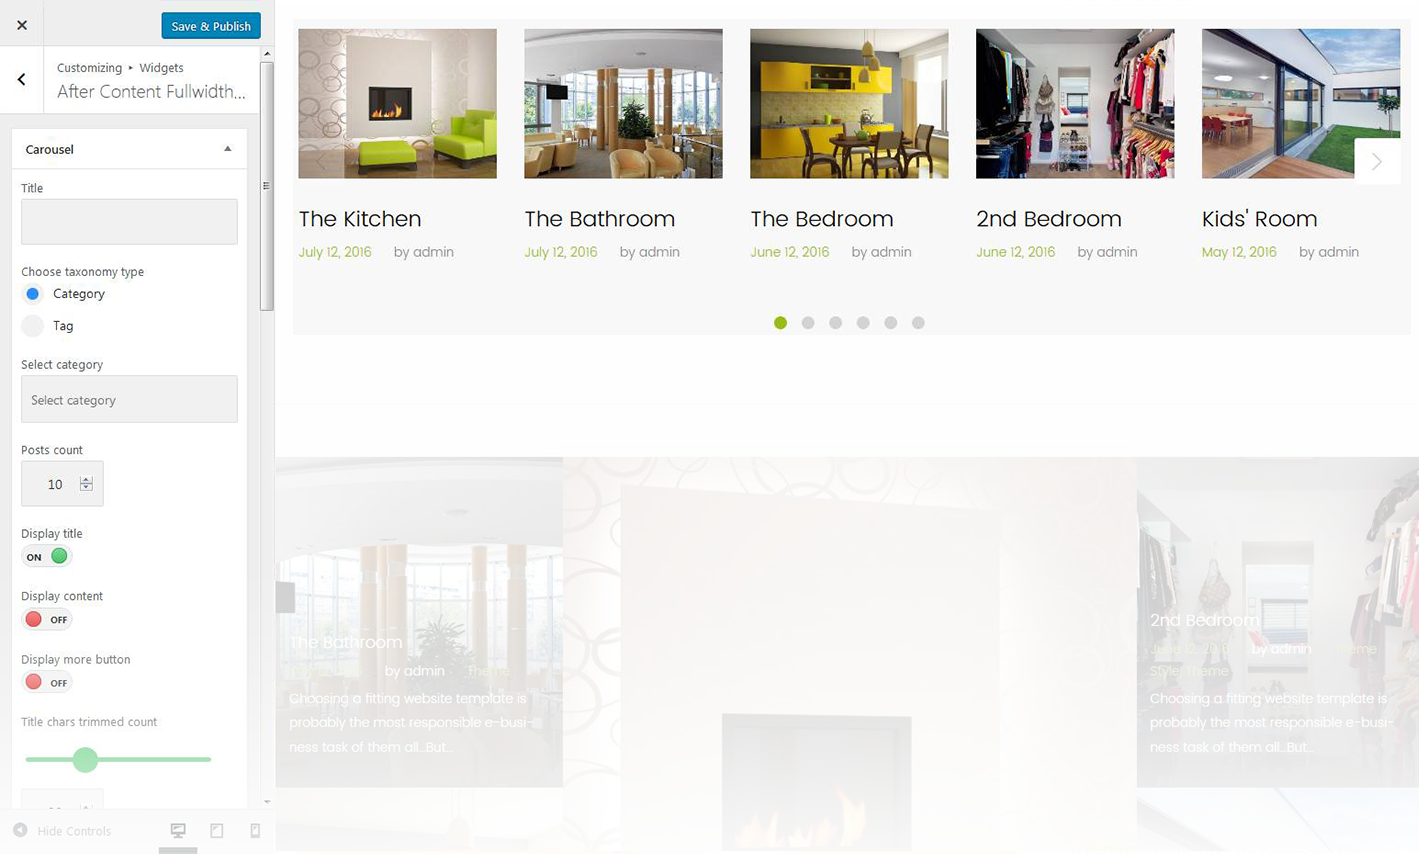 Save & Publish
Customizing ‣ Widgets
After Content Fullwidth...
Carousel
Title
Choose taxonomy type
Category
Tag
Select category
Select category
Posts count
10
Display title
ON
Display content
OFF
Display more button
OFF
Title chars trimmed count
Hide Controls
The Kitchen
July 12, 2016 by admin
The Bathroom
July 12, 2016 by admin
The Bedroom
June 12, 2016 by admin
2nd Bedroom
June 12, 2016 by admin
Kids' Room
May 12, 2016 by admin
The Bathroom
by admin Theme
Choosing a fitting website template is
probably the most responsible e-busi-
ness task of them all...But...
2nd Bedroom
June 12, 2016 by admin Theme
Style Theme
Choosing a fitting website template is
probably the most responsible e-busi-
ness task of them all...But...